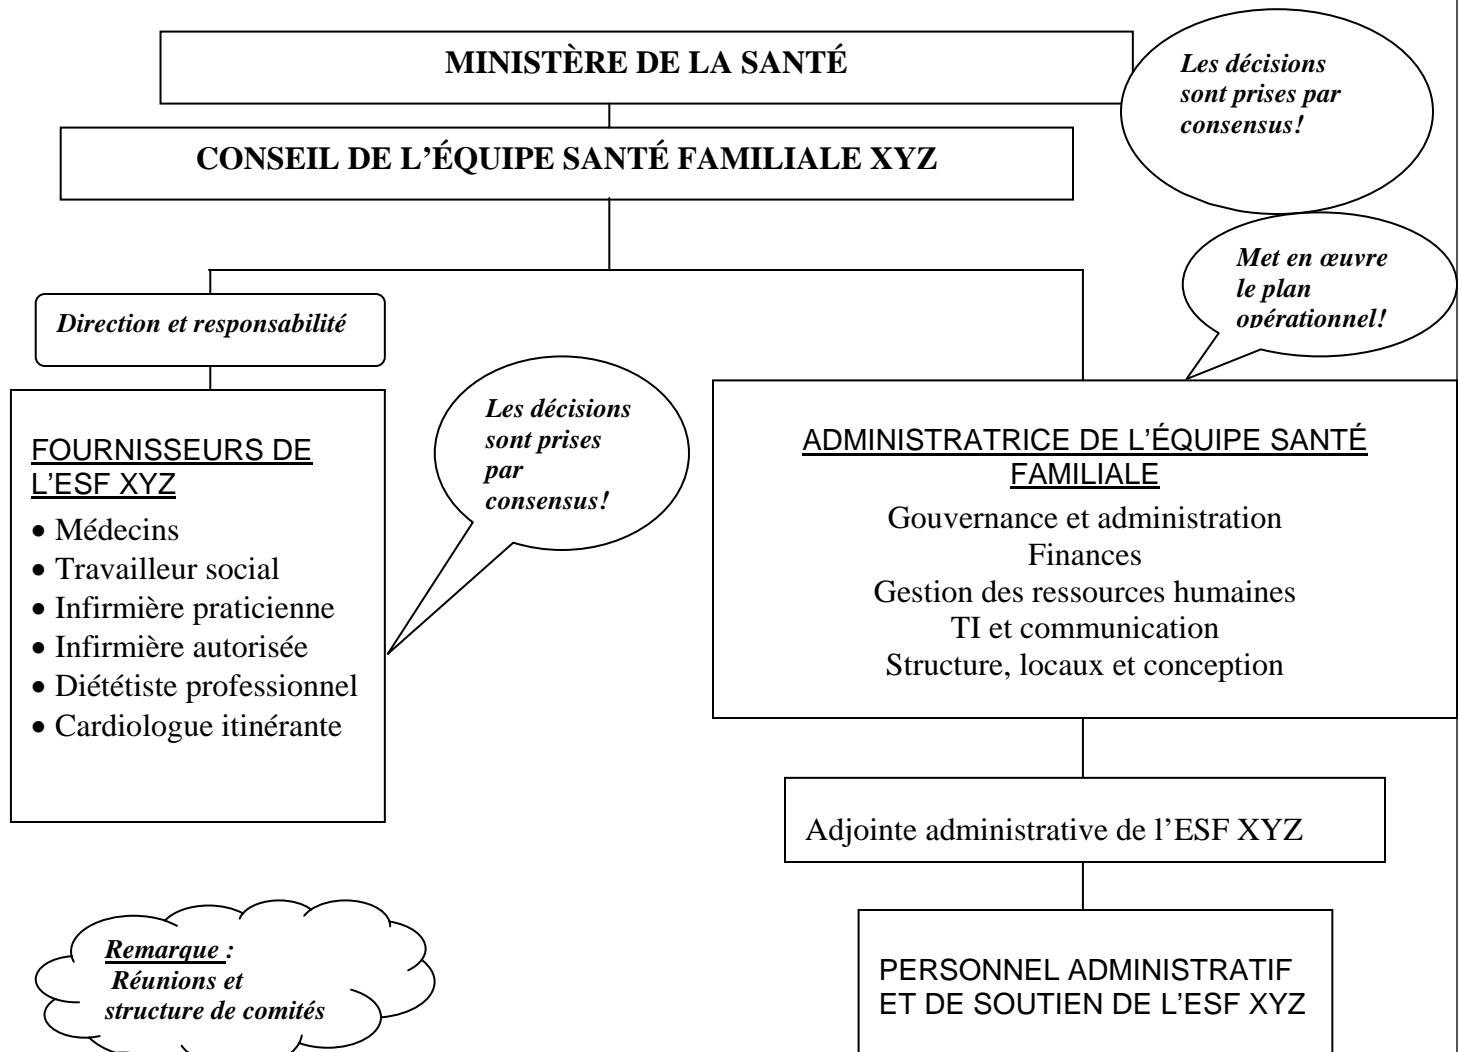 MINISTÈRE DE LA SANTÉ
Les décisions
sont prises par
consensus!
CONSEIL DE L’ÉQUIPE SANTÉ FAMILIALE XYZ
Met en œuvre
le plan
opérationnel!
Direction et responsabilité
FOURNISSEURS DE
L’ESF XYZ
• Médecins
• Travailleur social
• Infirmière praticienne
• Infirmière autorisée
• Diététiste professionnel
• Cardiologue itinérante
Les décisions
sont prises
par
consensus!
ADMINISTRATRICE DE L’ÉQUIPE SANTÉ
FAMILIALE
Gouvernance et administration
Finances
Gestion des ressources humaines
TI et communication
Structure, locaux et conception
Adjointe administrative de l’ESF XYZ
Remarque :
Réunions et
structure de comités
PERSONNEL ADMINISTRATIF
ET DE SOUTIEN DE L’ESF XYZ